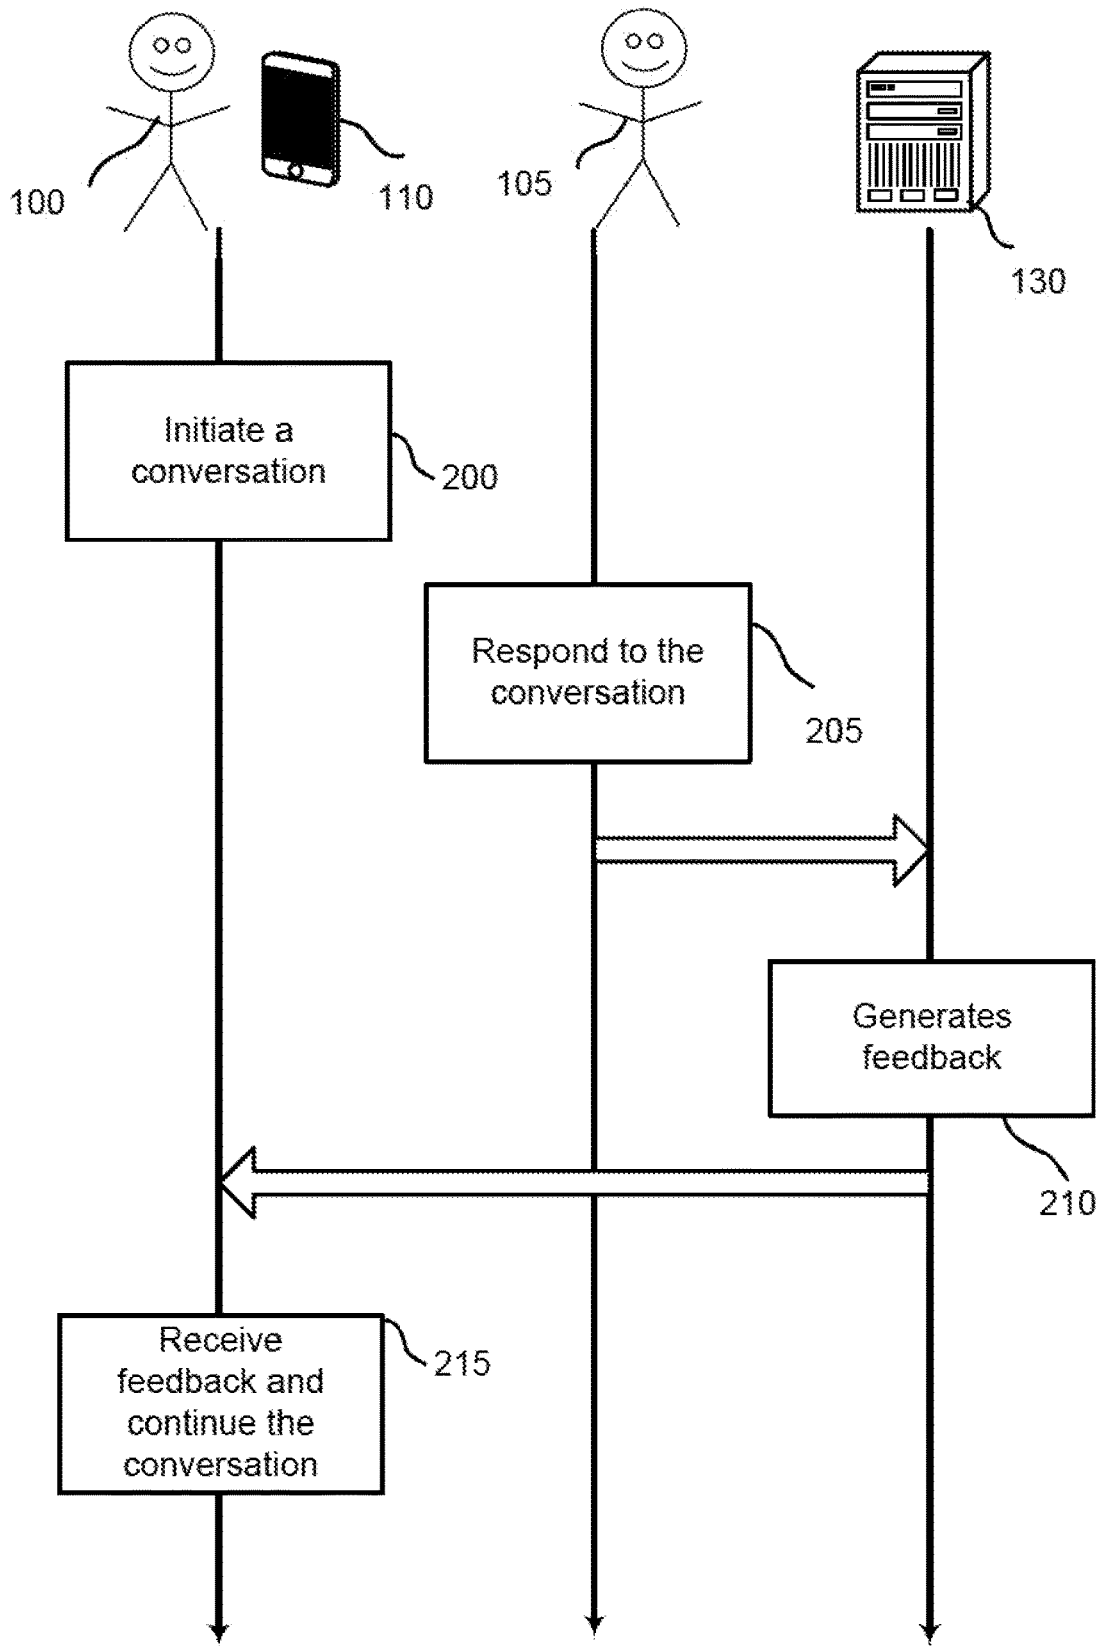 100
110
105
130
Initiate a
conversation
200
Respond to the
conversation
205
Generates
feedback
210
Receive
feedback and
continue the
conversation
215